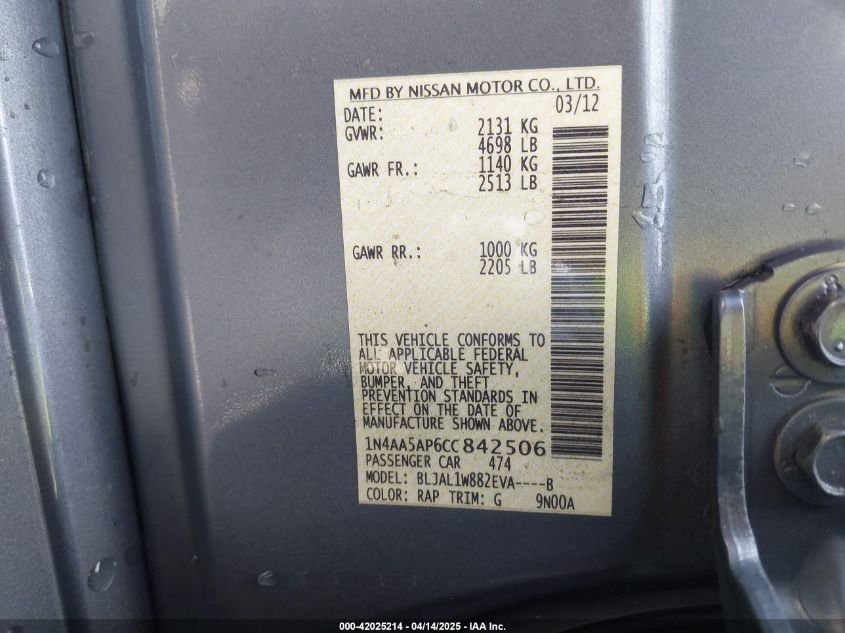 MFD BY NISSAN MOTOR CO., LTD.
DATE: 03/12
GVWR: 2131 KG
4698 LB
GAWR FR.: 1140 KG
2513 LB
GAWR RR.: 1000 KG
2205 LB
THIS VEHICLE CONFORMS TO
ALL APPLICABLE FEDERAL
MOTOR VEHICLE SAFETY,
BUMPER, AND THEFT
PREVENTION STANDARDS IN
EFFECT ON THE DATE OF
MANUFACTURE SHOWN ABOVE.
1N4AA5AP6CC842506
PASSENGER CAR 474
MODEL: BLJAL1W882EVA----B
COLOR: RAP TRIM: G 9N00A
000-42025214 - 04/14/2025 - IAA Inc.